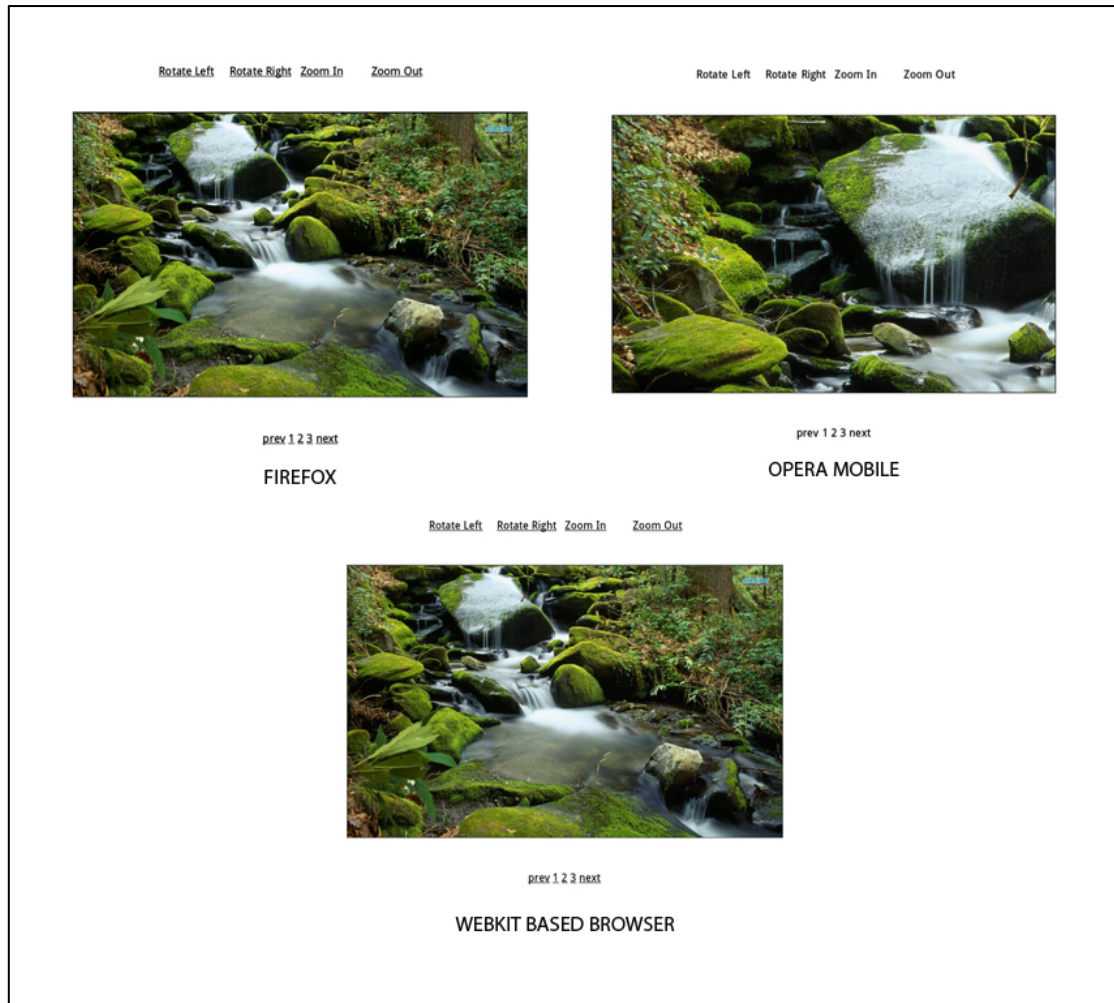 Rotate Left Rotate Right Zoom In Zoom Out
prev 1 2 3 next
FIREFOX
Rotate Left Rotate Right Zoom In Zoom Out
prev 1 2 3 next
OPERA MOBILE
Rotate Left Rotate Right Zoom In Zoom Out
prev 1 2 3 next
WEBKIT BASED BROWSER